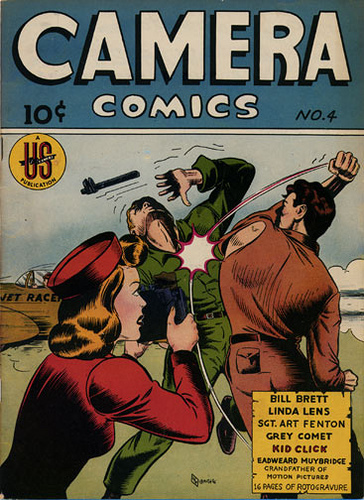 CAMERA
COMICS
10¢
NO. 4
A
US
PUBLICATION
JET RACER
BILL BRETT
LINDA LENS
SGT. ART FENTON
GREY COMET
KID CLICK
EADWEARD MUYBRIDGE
GRANDFATHER OF
MOTION PICTURES
16 PAGES OF ROTOGRAVURE